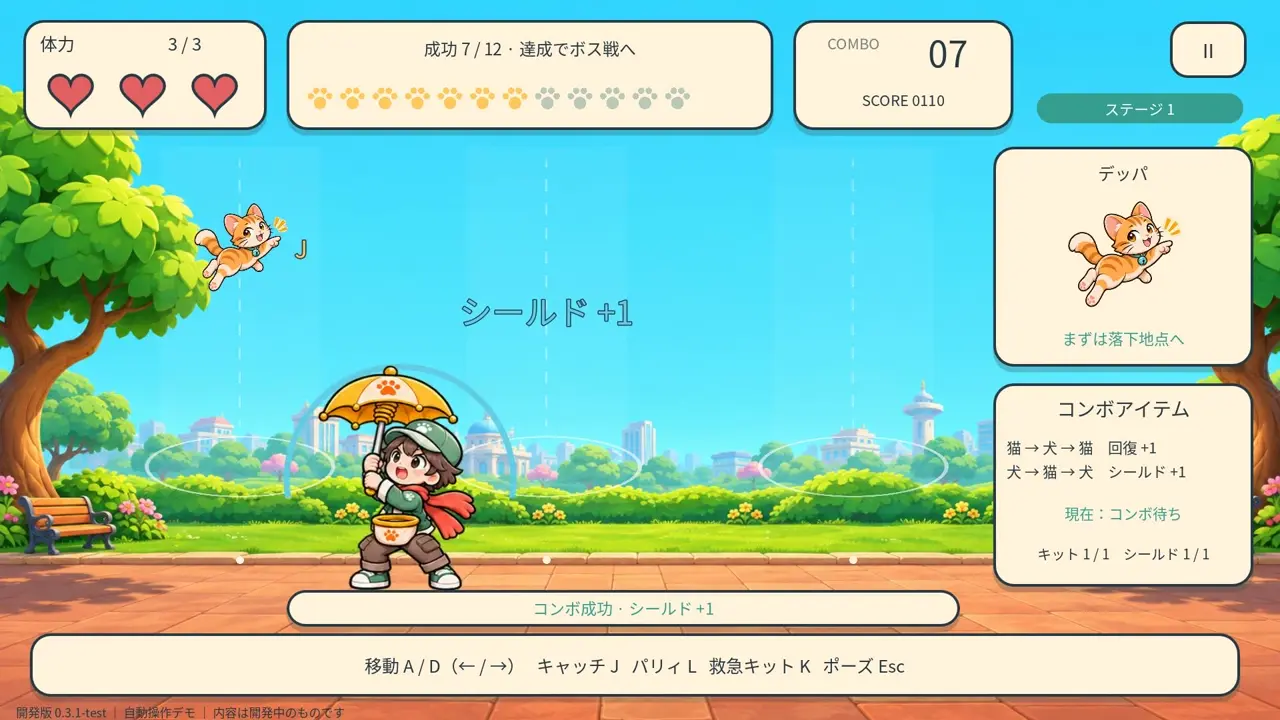 体力 3 / 3
成功 7 / 12 · 達成でボス戦へ
COMBO 07
SCORE 0110
II
ステージ 1
デッパ
まずは落下地点へ
J
シールド +1
コンボアイテム
猫 → 犬 → 猫 回復 +1
犬 → 猫 → 犬 シールド +1
現在：コンボ待ち
キット 1 / 1 シールド 1 / 1
コンボ成功 · シールド +1
移動 A / D（← / →） キャッチ J パリィ L 救急キット K ポーズ Esc
開発版 0.3.1-test ｜ 自動操作デモ ｜ 内容は開発中のものです